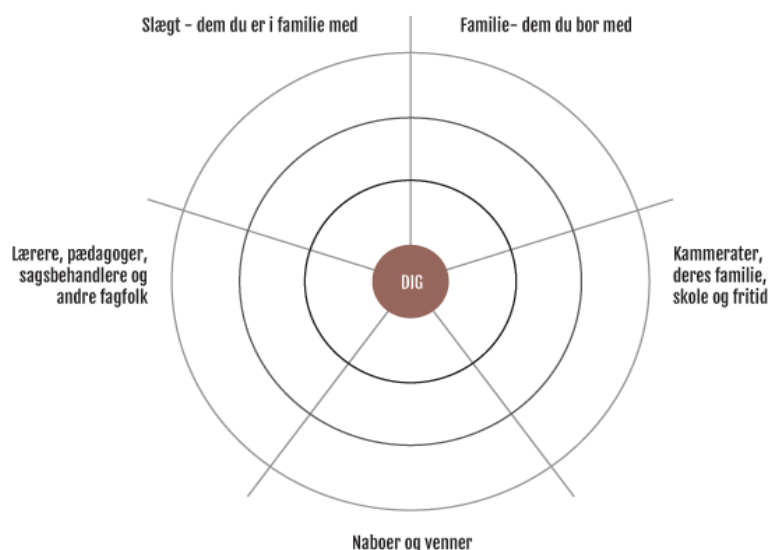 Slægt - dem du er i familie med
Familie- dem du bor med
Lærere, pædagoger,
sagsbehandlere og
andre fagfolk
DIG
Kammerater,
deres familie,
skole og fritid
Naboer og venner